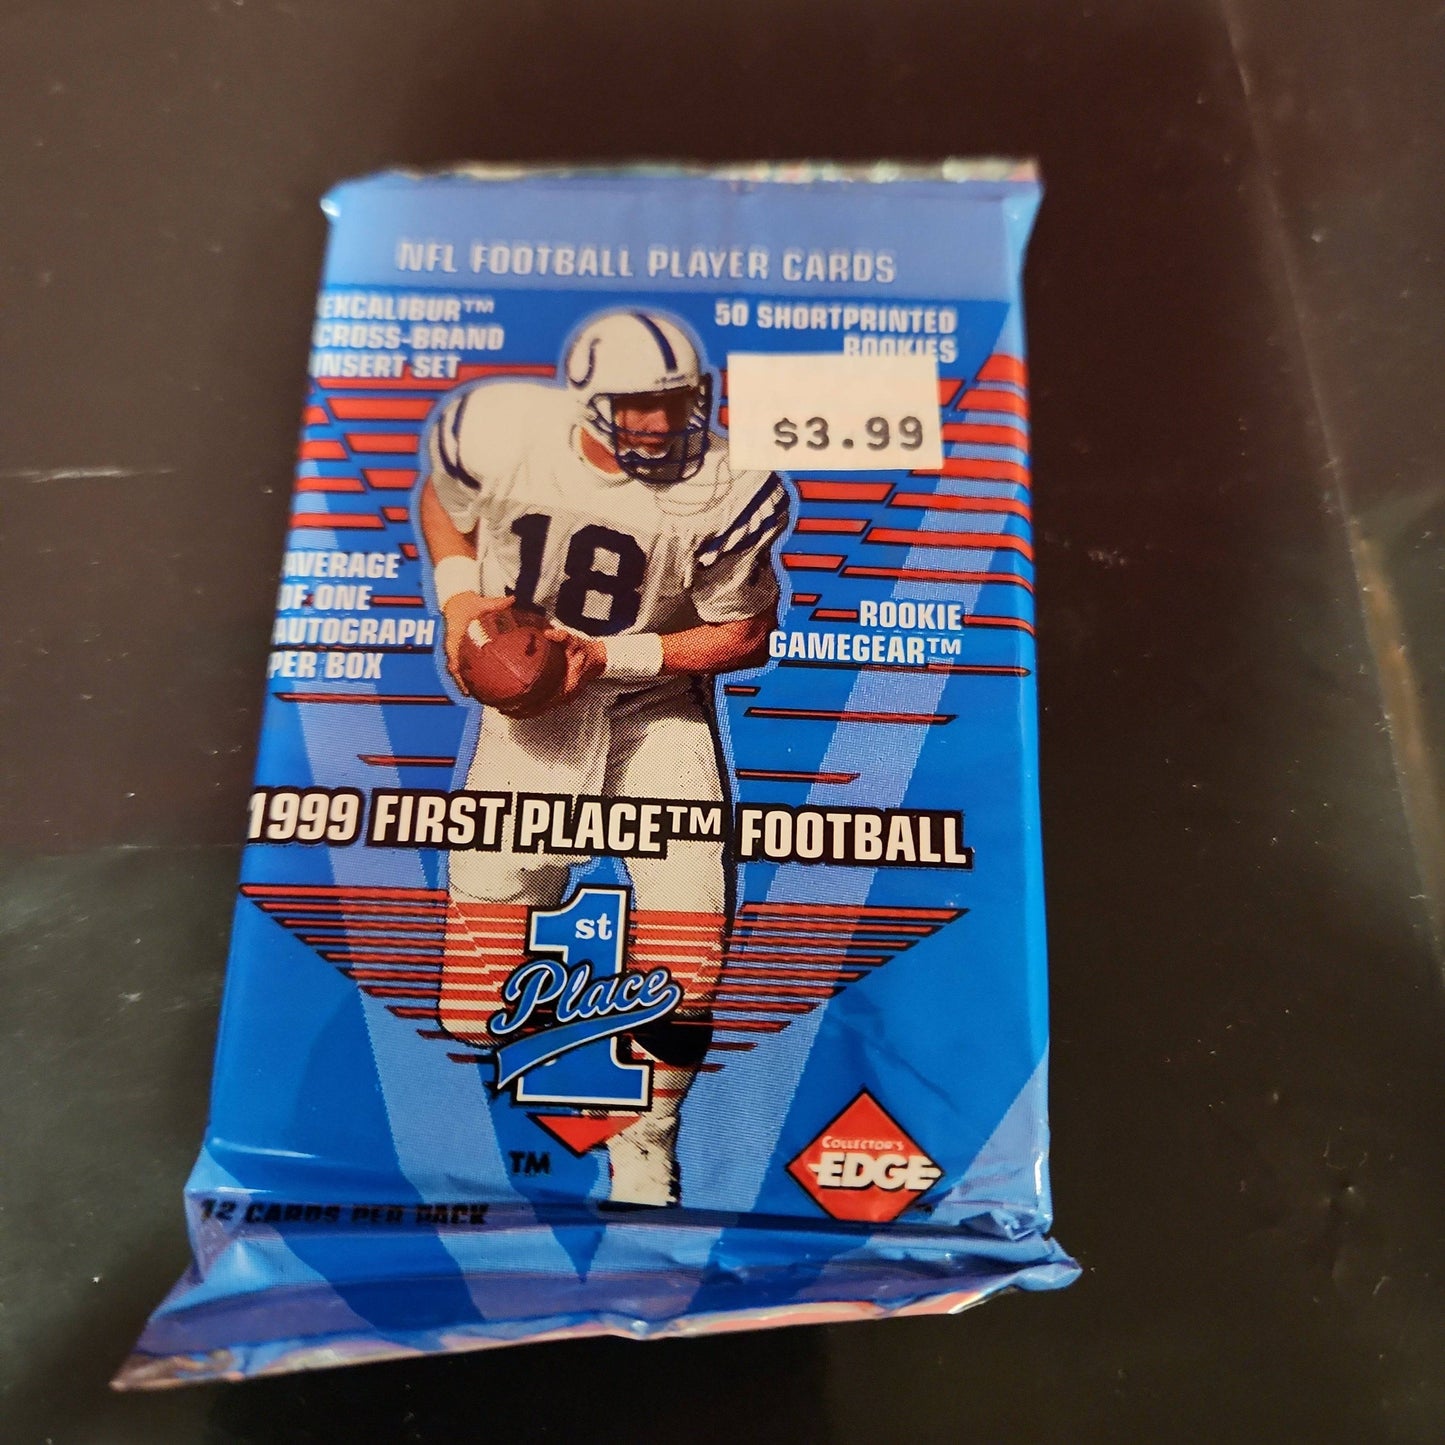 NFL FOOTBALL PLAYER CARDS
EXCALIBUR™
CROSS-BRAND
INSERT SET
50 SHORTPRINTED
ROOKIES
$3.99
18
AVERAGE
OF ONE
AUTOGRAPH
PER BOX
ROOKIE
GAMEGEAR™
1999 FIRST PLACE™ FOOTBALL
1st
Place
TM
COLLECTOR'S
EDGE
12 CARDS PER PACK